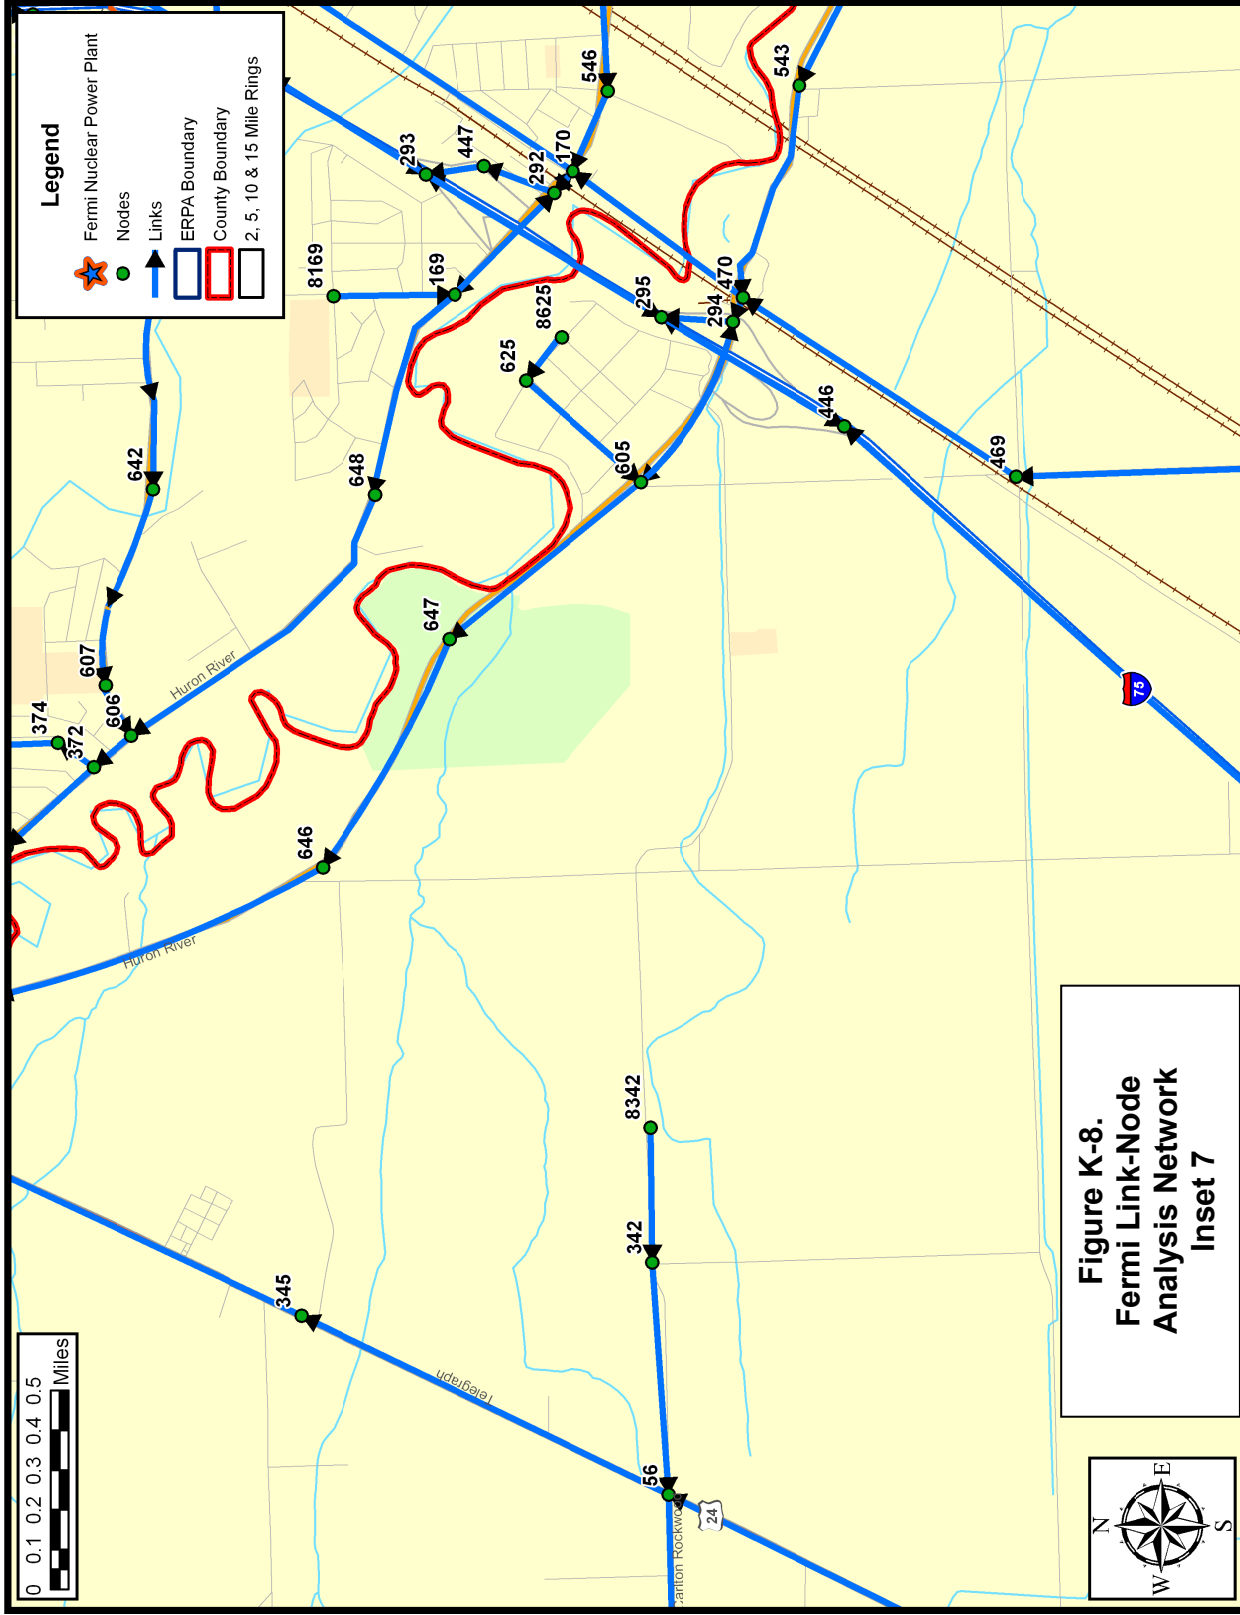 Legend
Fermi Nuclear Power Plant
Nodes
Links
ERPA Boundary
County Boundary
2, 5, 10 & 15 Mile Rings
0 0.1 0.2 0.3 0.4 0.5
Miles
Figure K-8.
Fermi Link-Node
Analysis Network
Inset 7
N
E
S
W
374
372
606
607
642
8169
169
648
293
447
292
170
546
543
646
647
605
625
8625
295
294
470
446
469
345
8342
342
56
Huron River
Huron River
Telegraph
Carlton Rockwood
24
75